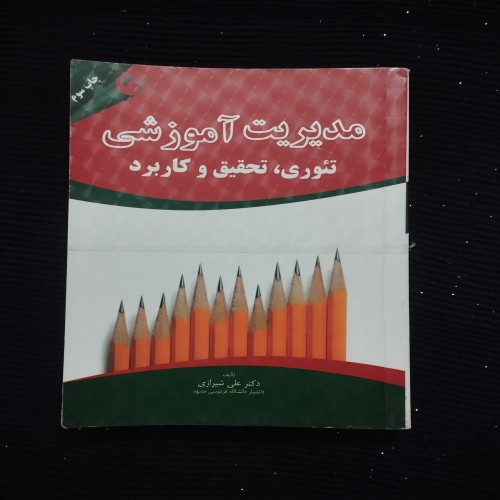 چاپ سوم
مدیریت آموزشی
تئوری، تحقیق و کاربرد
تألیف
دکتر علی شیرازی
دانشیار دانشگاه فردوسی مشهد